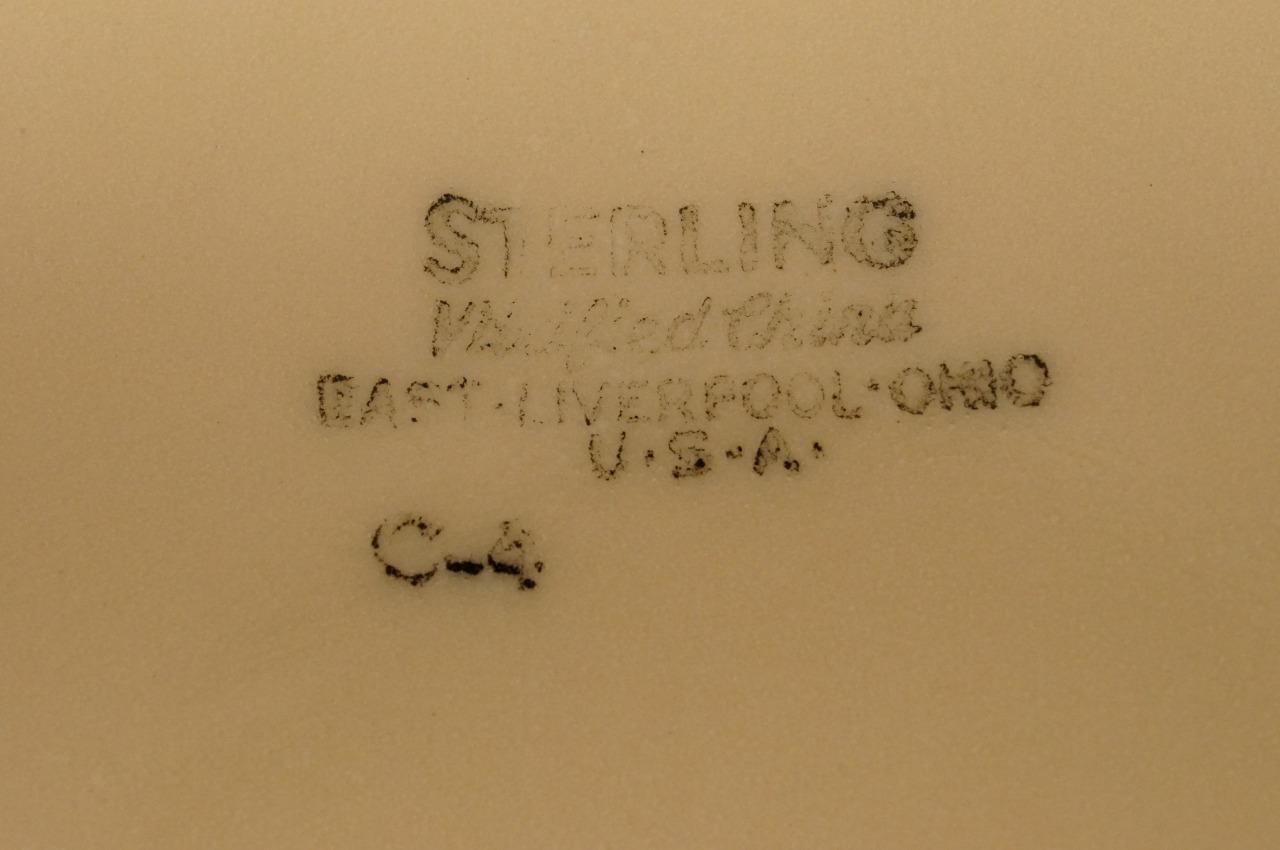 STERLING
Vitrified China
EAST·LIVERPOOL·OHIO
U·S·A·
C-4